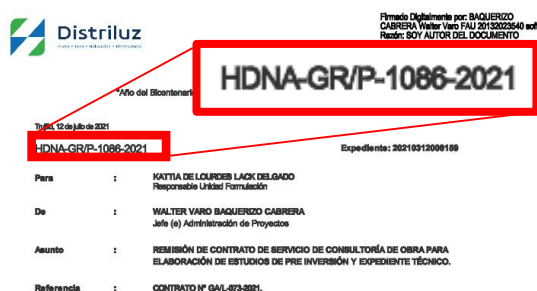 Distriluz
Firmado Digitalmente por: BAQUERIZO
CABRERA Walter Varo FAU 20132023540 soft
Razón: SOY AUTOR DEL DOCUMENTO
HDNA-GR/P-1086-2021
"Año del Bicentenario
Trujillo, 12 de julio de 2021
HDNA-GR/P-1086-2021
Expediente: 20210312006159
Para : KATTIA DE LOURDES LACK DELGADO
Responsable Unidad Formulación
De : WALTER VARO BAQUERIZO CABRERA
Jefe (e) Administración de Proyectos
Asunto : REMISIÓN DE CONTRATO DE SERVICIO DE CONSULTORÍA DE OBRA PARA
ELABORACIÓN DE ESTUDIOS DE PRE INVERSIÓN Y EXPEDIENTE TÉCNICO.
Referencia : CONTRATO N° GA/L-073-2021.